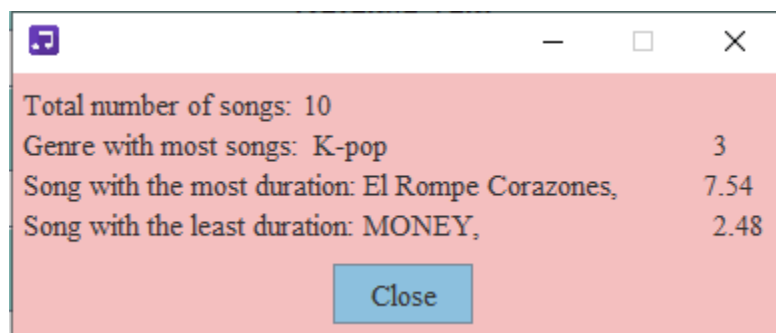 Total number of songs: 10
Genre with most songs: K-pop 3
Song with the most duration: El Rompe Corazones, 7.54
Song with the least duration: MONEY, 2.48
Close